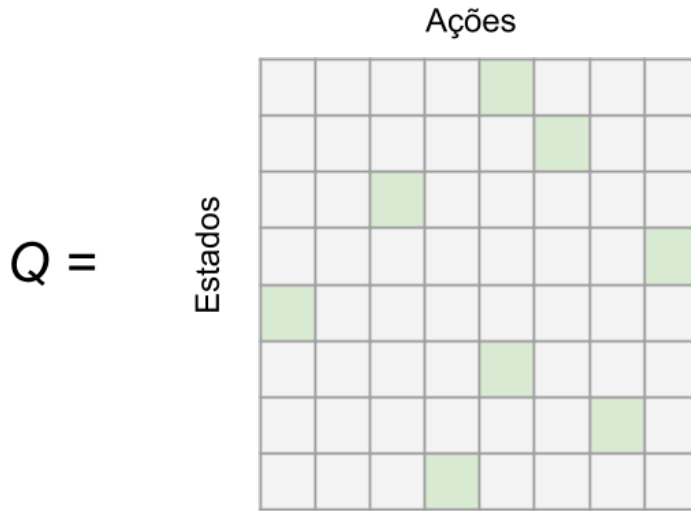 Ações
Estados
Q =